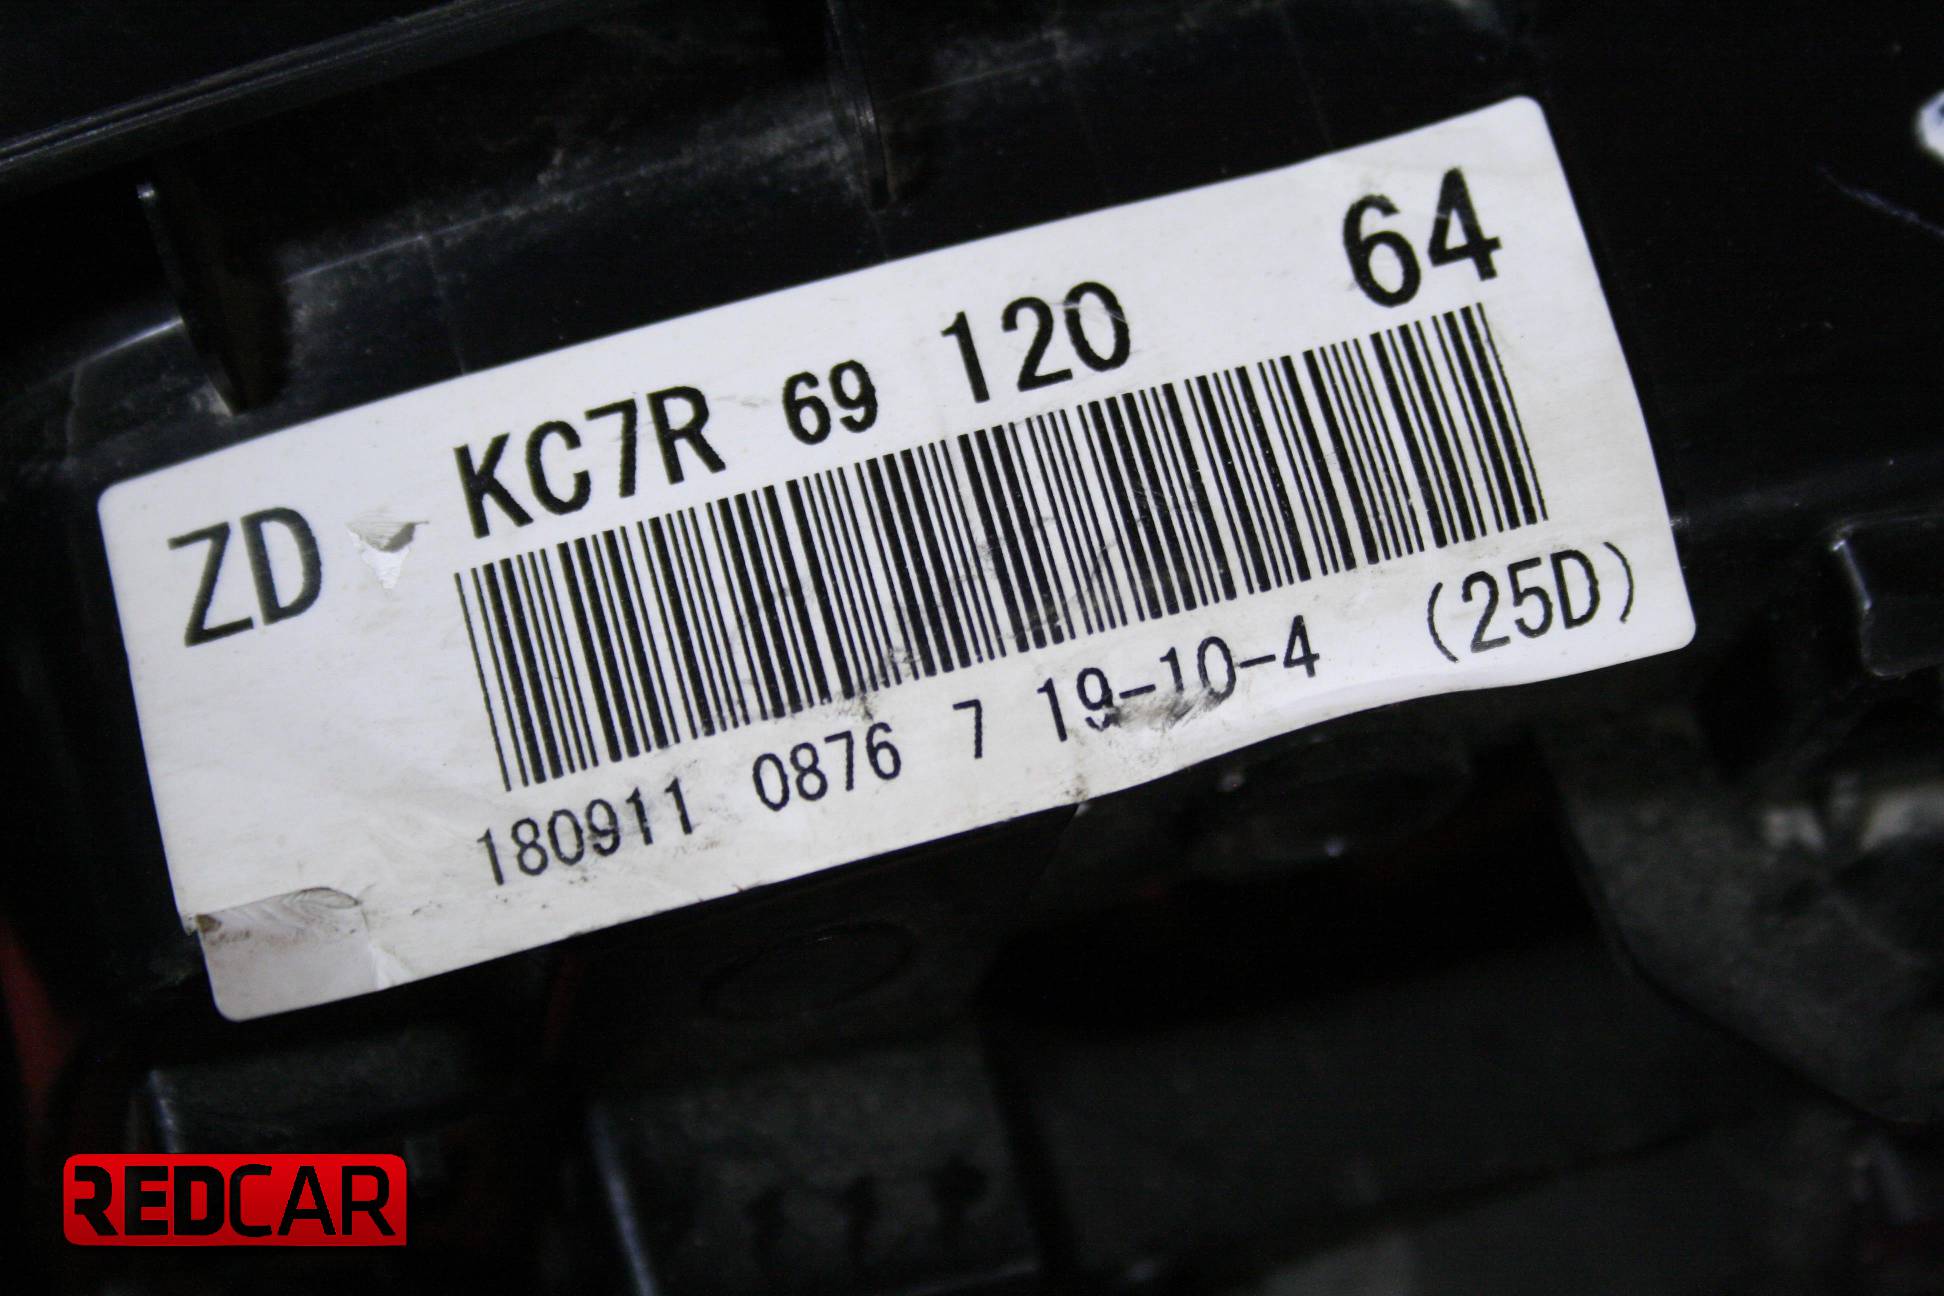 ZD KC7R 69 120 64
180911 0876 7 19-10-4 (25D)
REDCAR